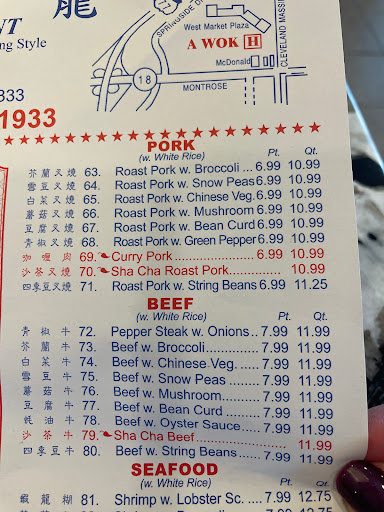 龍
NT
ng Style
333
1933
77
SPRINGSIDE D
West Market Plaza
A WOK H
McDonald
CLEVELAND MASSI
18
MONTROSE
PORK
(w. White Rice) Pt. Qt.
芥蘭叉燒 63. Roast Pork w. Broccoli ... 6.99 10.99
雪豆叉燒 64. Roast Pork w. Snow Peas 6.99 10.99
白菜叉燒 65. Roast Pork w. Chinese Veg. 6.99 10.99
蘑菇叉燒 66. Roast Pork w. Mushroom 6.99 10.99
豆腐叉燒 67. Roast Pork w. Bean Curd 6.99 10.99
青椒叉燒 68. Roast Pork w. Green Pepper 6.99 10.99
咖喱肉 69. Curry Pork ........................ 6.99 10.99
沙茶叉燒 70. Sha Cha Roast Pork ............. 10.99
四季豆叉燒 71. Roast Pork w. String Beans 6.99 11.25
BEEF
(w. White Rice) Pt. Qt.
青椒牛 72. Pepper Steak w. Onions .. 7.99 11.99
芥蘭牛 73. Beef w. Broccoli ............... 7.99 11.99
白菜牛 74. Beef w. Chinese Veg. ..... 7.99 11.99
雪豆牛 75. Beef w. Snow Peas ........ 7.99 11.99
蘑菇牛 76. Beef w. Mushroom .......... 7.99 11.99
豆腐牛 77. Beef w. Bean Curd ......... 7.99 11.99
蚝油牛 78. Beef w. Oyster Sauce ..... 7.99 11.99
沙茶牛 79. Sha Cha Beef ..................... 11.99
四季豆牛 80. Beef w. String Beans ...... 7.99 11.99
SEAFOOD
(w. White Rice) Pt. Qt.
蝦龍糊 81. Shrimp w. Lobster Sc. .... 7.99 12.75